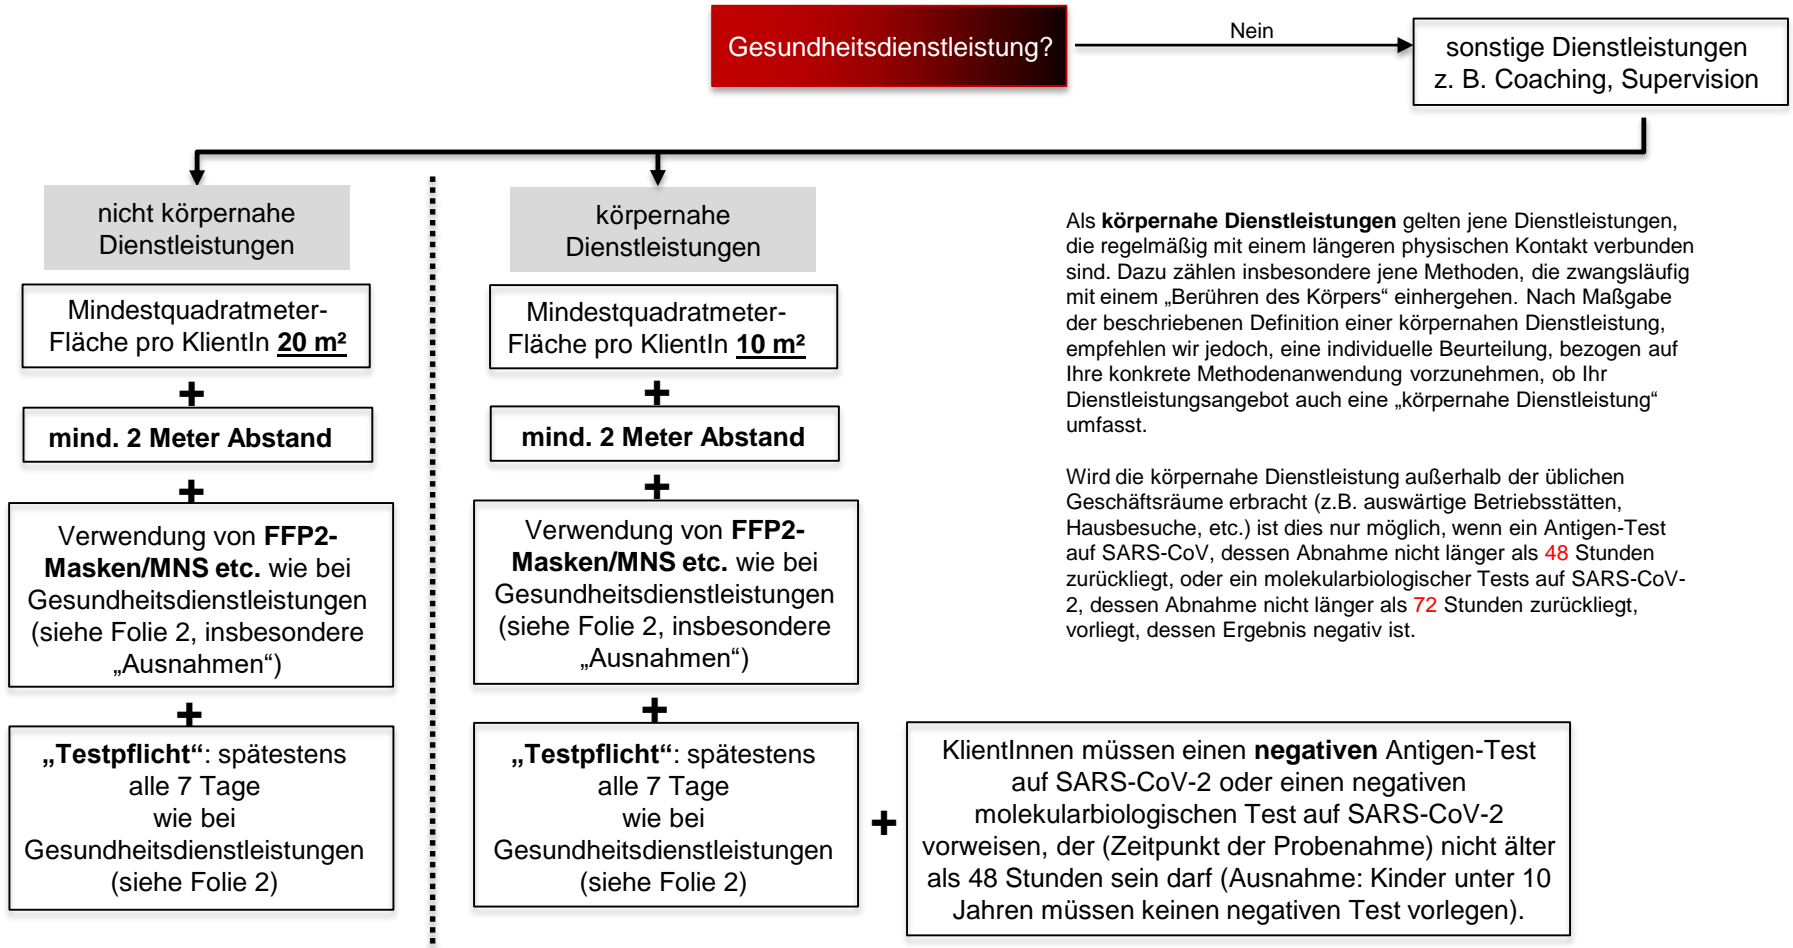 Gesundheitsdienstleistung?
Nein
sonstige Dienstleistungen
z. B. Coaching, Supervision
nicht körpernahe
Dienstleistungen
Mindestquadratmeter-
Fläche pro KlientIn 20 m²
+
mind. 2 Meter Abstand
+
Verwendung von FFP2-
Masken/MNS etc. wie bei
Gesundheitsdienstleistungen
(siehe Folie 2, insbesondere
„Ausnahmen“)
+
„Testpflicht“: spätestens
alle 7 Tage
wie bei
Gesundheitsdienstleistungen
(siehe Folie 2)
körpernahe
Dienstleistungen
Mindestquadratmeter-
Fläche pro KlientIn 10 m²
+
mind. 2 Meter Abstand
+
Verwendung von FFP2-
Masken/MNS etc. wie bei
Gesundheitsdienstleistungen
(siehe Folie 2, insbesondere
„Ausnahmen“)
+
„Testpflicht“: spätestens
alle 7 Tage
wie bei
Gesundheitsdienstleistungen
(siehe Folie 2)
+
KlientInnen müssen einen negativen Antigen-Test
auf SARS-CoV-2 oder einen negativen
molekularbiologischen Test auf SARS-CoV-2
vorweisen, der (Zeitpunkt der Probenahme) nicht älter
als 48 Stunden sein darf (Ausnahme: Kinder unter 10
Jahren müssen keinen negativen Test vorlegen).
Als körpernahe Dienstleistungen gelten jene Dienstleistungen,
die regelmäßig mit einem längeren physischen Kontakt verbunden
sind. Dazu zählen insbesondere jene Methoden, die zwangsläufig
mit einem „Berühren des Körpers“ einhergehen. Nach Maßgabe
der beschriebenen Definition einer körpernahen Dienstleistung,
empfehlen wir jedoch, eine individuelle Beurteilung, bezogen auf
Ihre konkrete Methodenanwendung vorzunehmen, ob Ihr
Dienstleistungsangebot auch eine „körpernahe Dienstleistung“
umfasst.
Wird die körpernahe Dienstleistung außerhalb der üblichen
Geschäftsräume erbracht (z.B. auswärtige Betriebsstätten,
Hausbesuche, etc.) ist dies nur möglich, wenn ein Antigen-Test
auf SARS-CoV, dessen Abnahme nicht länger als 48 Stunden
zurückliegt, oder ein molekularbiologischer Tests auf SARS-CoV-
2, dessen Abnahme nicht länger als 72 Stunden zurückliegt,
vorliegt, dessen Ergebnis negativ ist.